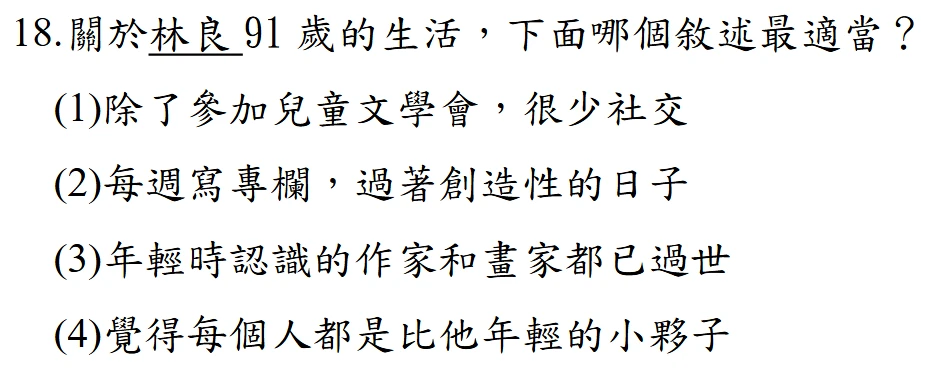 18.關於林良 91 歲的生活，下面哪個敘述最適當？
(1)除了參加兒童文學會，很少社交
(2)每週寫專欄，過著創造性的日子
(3)年輕時認識的作家和畫家都已過世
(4)覺得每個人都是比他年輕的小夥子